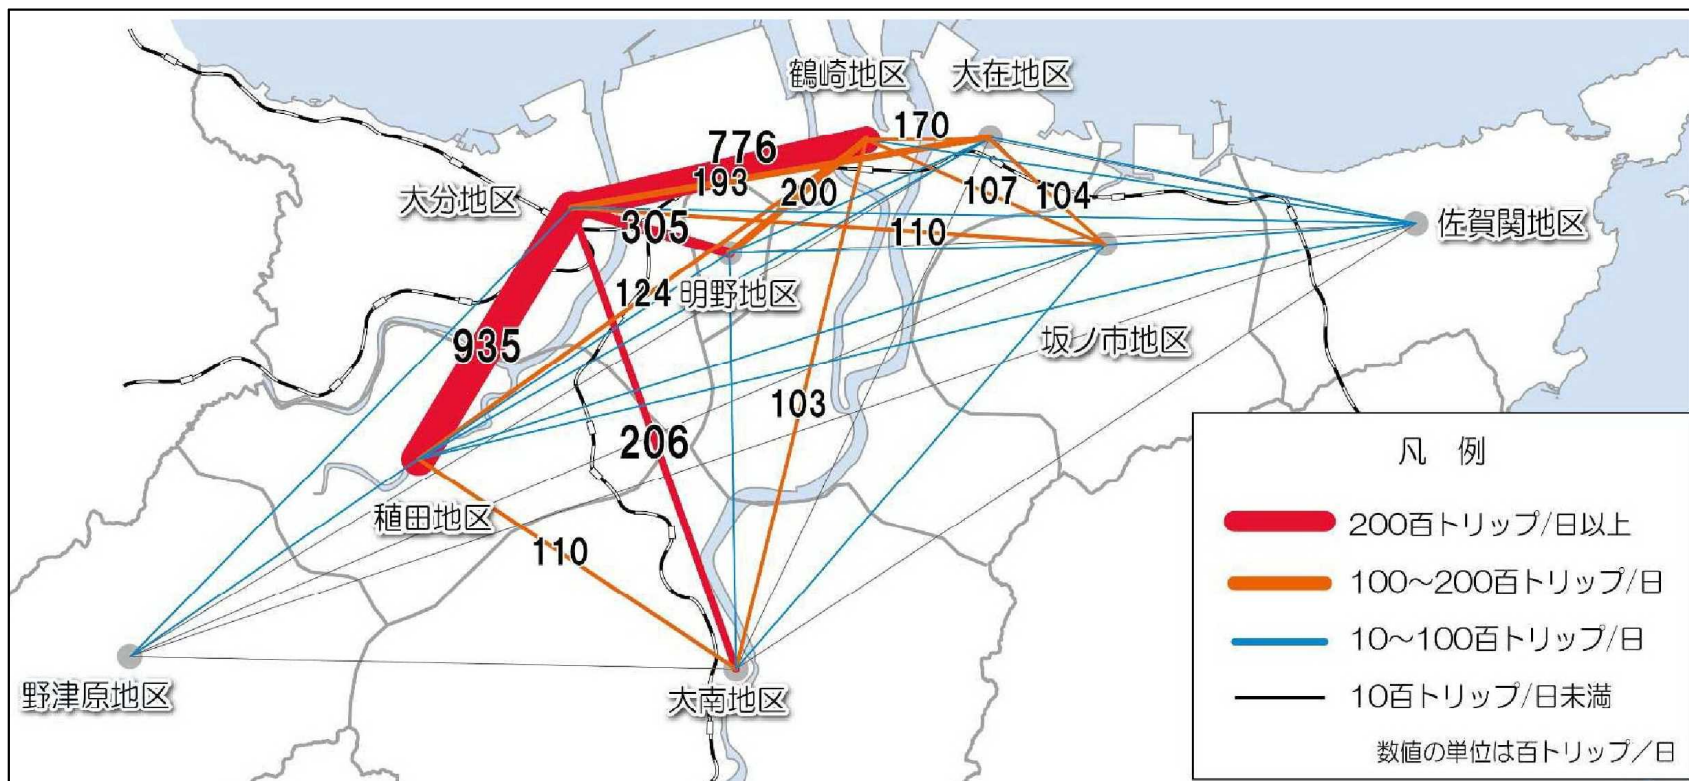 鶴崎地区
大在地区
170
776
193
200
107
104
大分地区
305
110
佐賀関地区
124
明野地区
935
坂ノ市地区
103
206
稙田地区
110
野津原地区
大南地区
凡 例
200百トリップ/日以上
100～200百トリップ/日
10～100百トリップ/日
10百トリップ/日未満
数値の単位は百トリップ／日